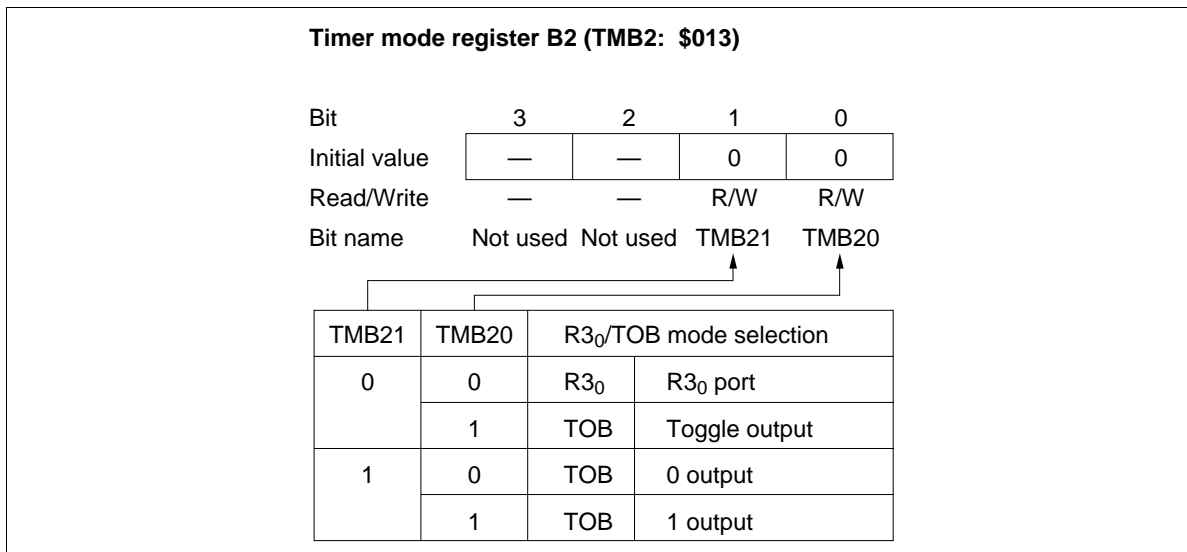 Timer mode register B2 (TMB2: $013)
Bit 3 2 1 0
Initial value — — 0 0
Read/Write — — R/W R/W
Bit name Not used Not used TMB21 TMB20
TMB21 TMB20 R3₀/TOB mode selection
0 0 R3₀ R3₀ port
1 TOB Toggle output
1 0 TOB 0 output
1 TOB 1 output